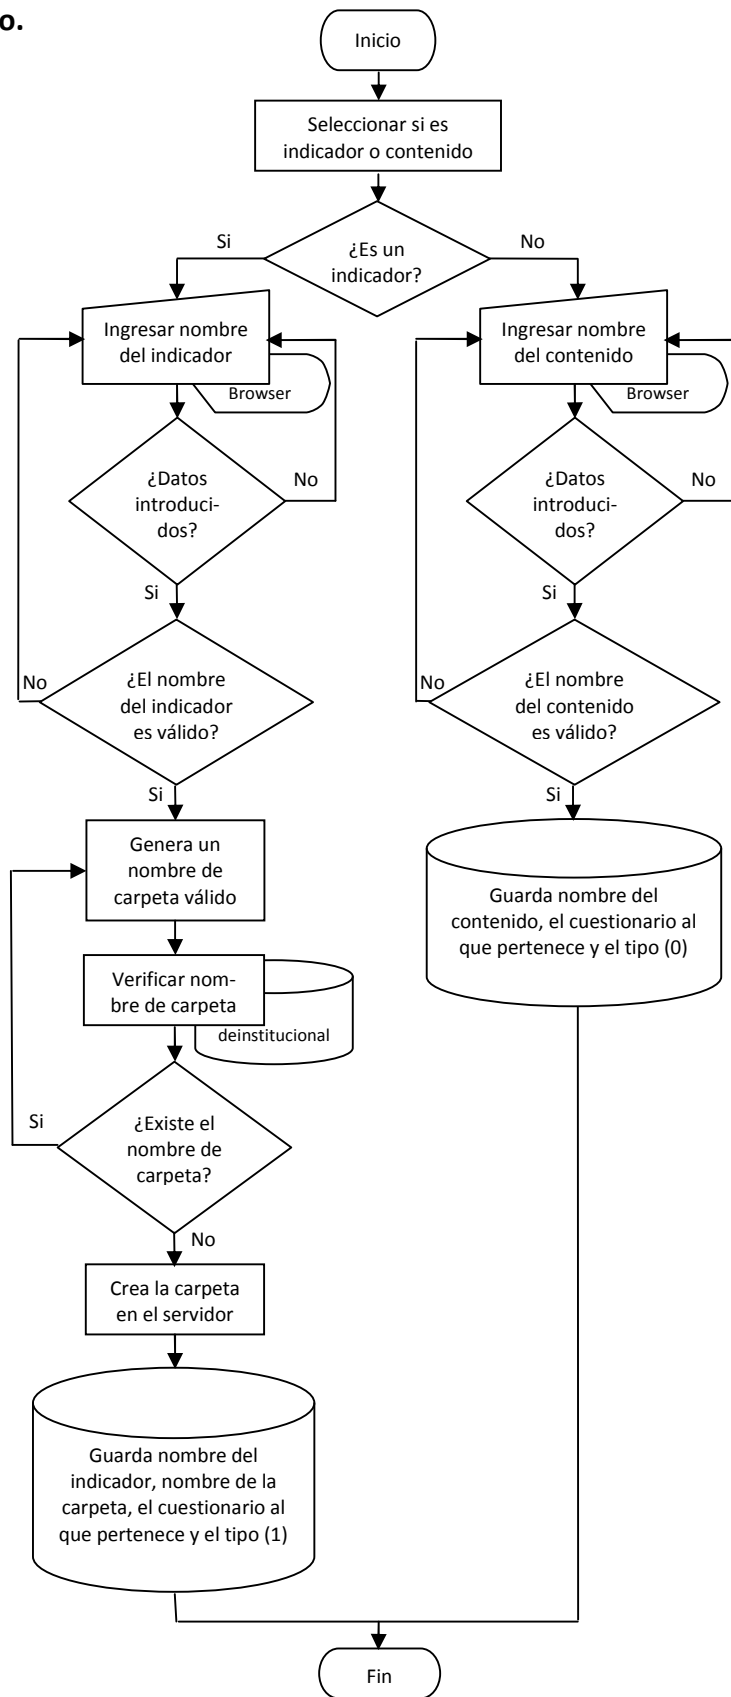 o.
Inicio
Seleccionar si es
indicador o contenido
¿Es un
indicador?
Si
No
Ingresar nombre
del indicador
Browser
¿Datos
introduci-
dos?
No
Si
¿El nombre
del indicador
es válido?
No
Si
Genera un
nombre de
carpeta válido
Verificar nom-
bre de carpeta
deinstitucional
¿Existe el
nombre de
carpeta?
Si
No
Crea la carpeta
en el servidor
Guarda nombre del
indicador, nombre de la
carpeta, el cuestionario al
que pertenece y el tipo (1)
Ingresar nombre
del contenido
Browser
¿Datos
introduci-
dos?
No
Si
¿El nombre
del contenido
es válido?
No
Si
Guarda nombre del
contenido, el cuestionario al
que pertenece y el tipo (0)
Fin